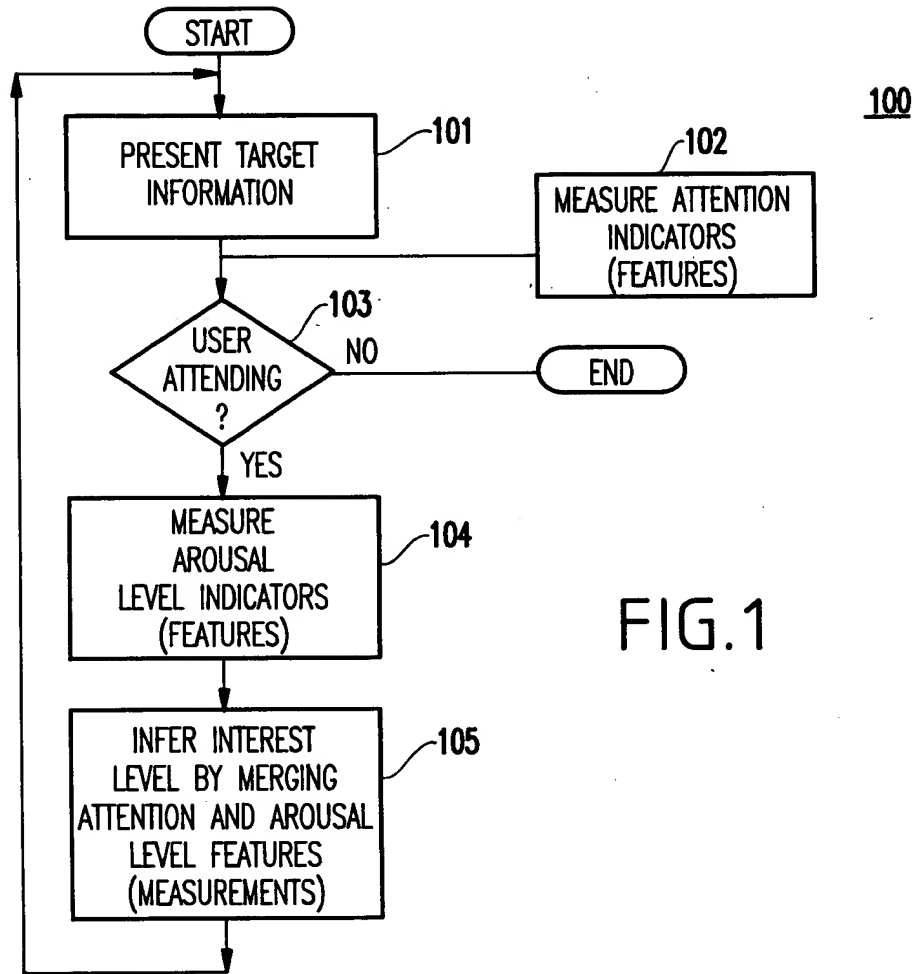 START
100
101
PRESENT TARGET
INFORMATION
102
MEASURE ATTENTION
INDICATORS
(FEATURES)
103
USER
ATTENDING
?
NO
END
YES
MEASURE
AROUSAL
LEVEL INDICATORS
(FEATURES)
104
FIG.1
INFER INTEREST
LEVEL BY MERGING
ATTENTION AND AROUSAL
LEVEL FEATURES
(MEASUREMENTS)
105